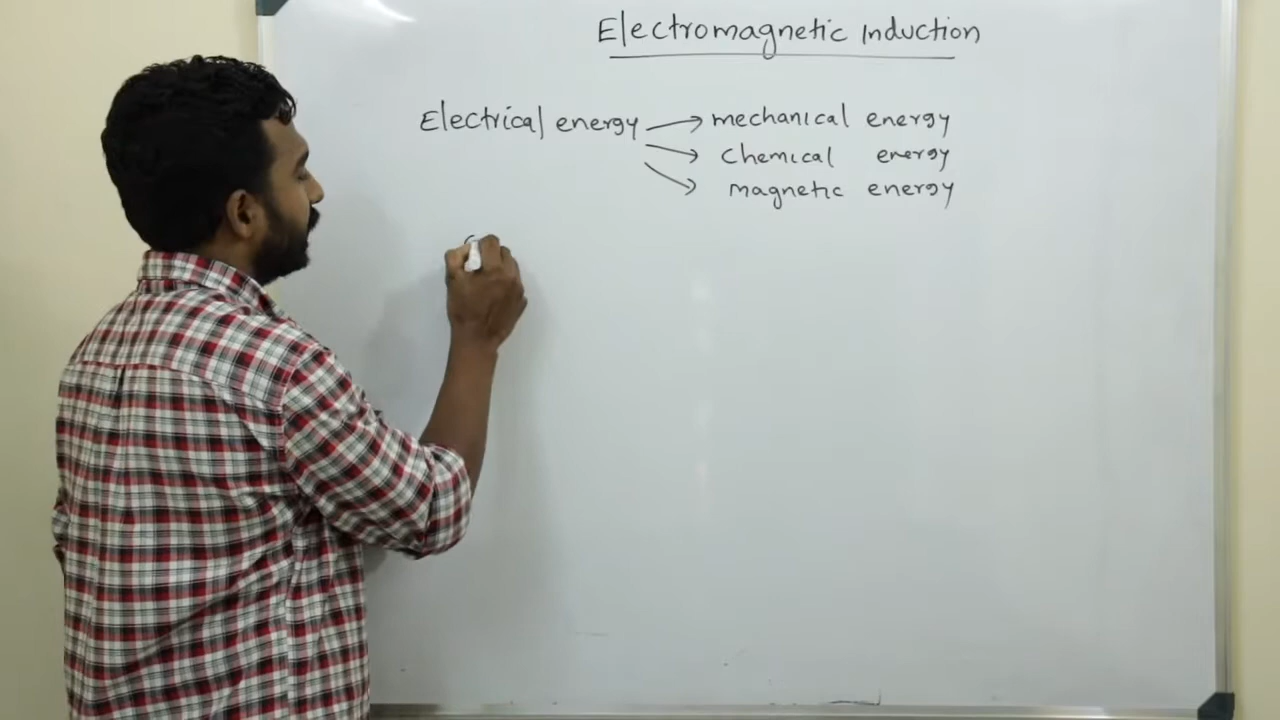 Electromagnetic Induction
Electrical energy → mechanical energy
→ Chemical energy
→ magnetic energy